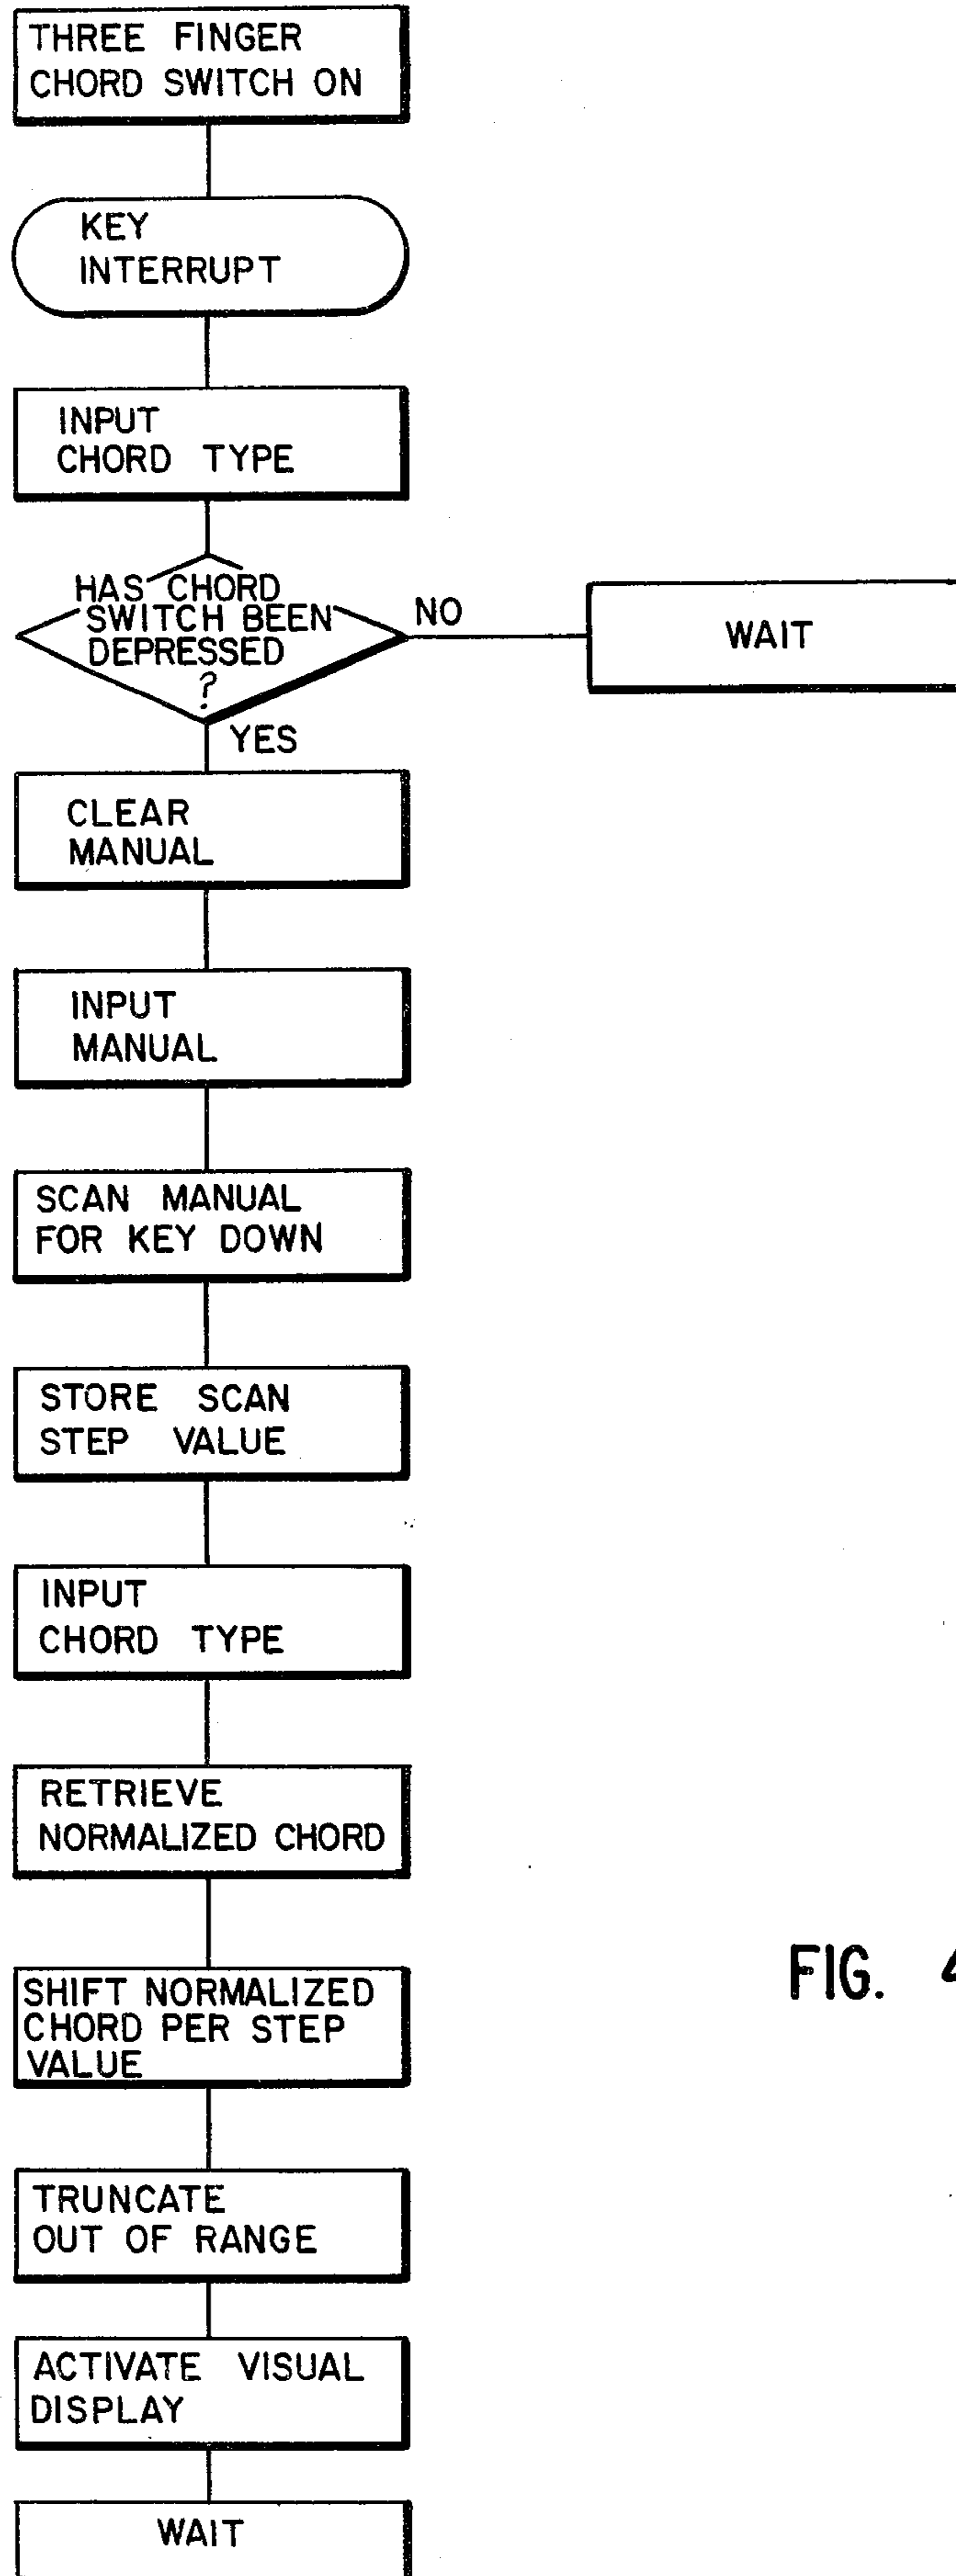 THREE FINGER
CHORD SWITCH ON
KEY
INTERRUPT
INPUT
CHORD TYPE
HAS CHORD
SWITCH BEEN
DEPRESSED
?
NO
WAIT
YES
CLEAR
MANUAL
INPUT
MANUAL
SCAN MANUAL
FOR KEY DOWN
STORE SCAN
STEP VALUE
INPUT
CHORD TYPE
RETRIEVE
NORMALIZED CHORD
SHIFT NORMALIZED
CHORD PER STEP
VALUE
FIG. 4
TRUNCATE
OUT OF RANGE
ACTIVATE VISUAL
DISPLAY
WAIT